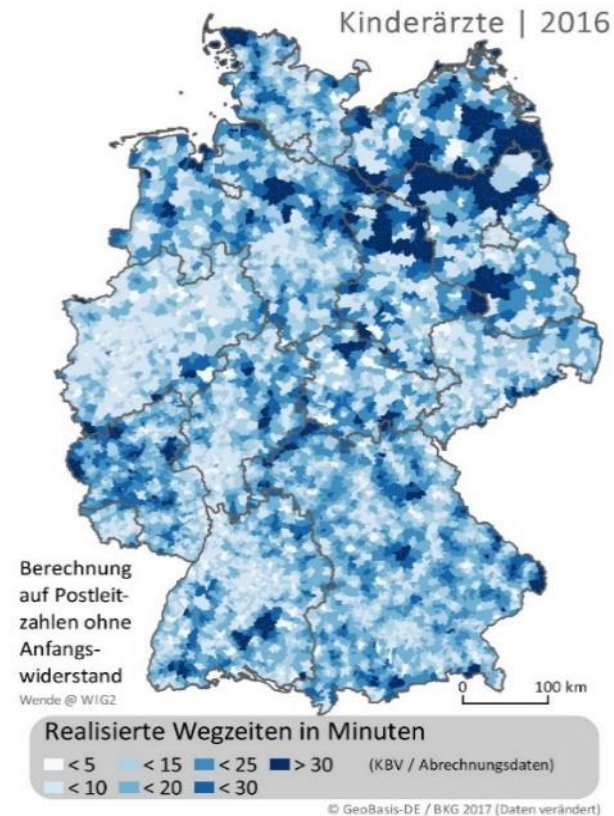 Kinderärzte | 2016
Berechnung
auf Postleit-
zahlen ohne
Anfangs-
widerstand
Wende @ WIG2
0 100 km
Realisierte Wegzeiten in Minuten
< 5 < 15 < 25 > 30 (KBV / Abrechnungsdaten)
< 10 < 20 < 30
© GeoBasis-DE / BKG 2017 (Daten verändert)